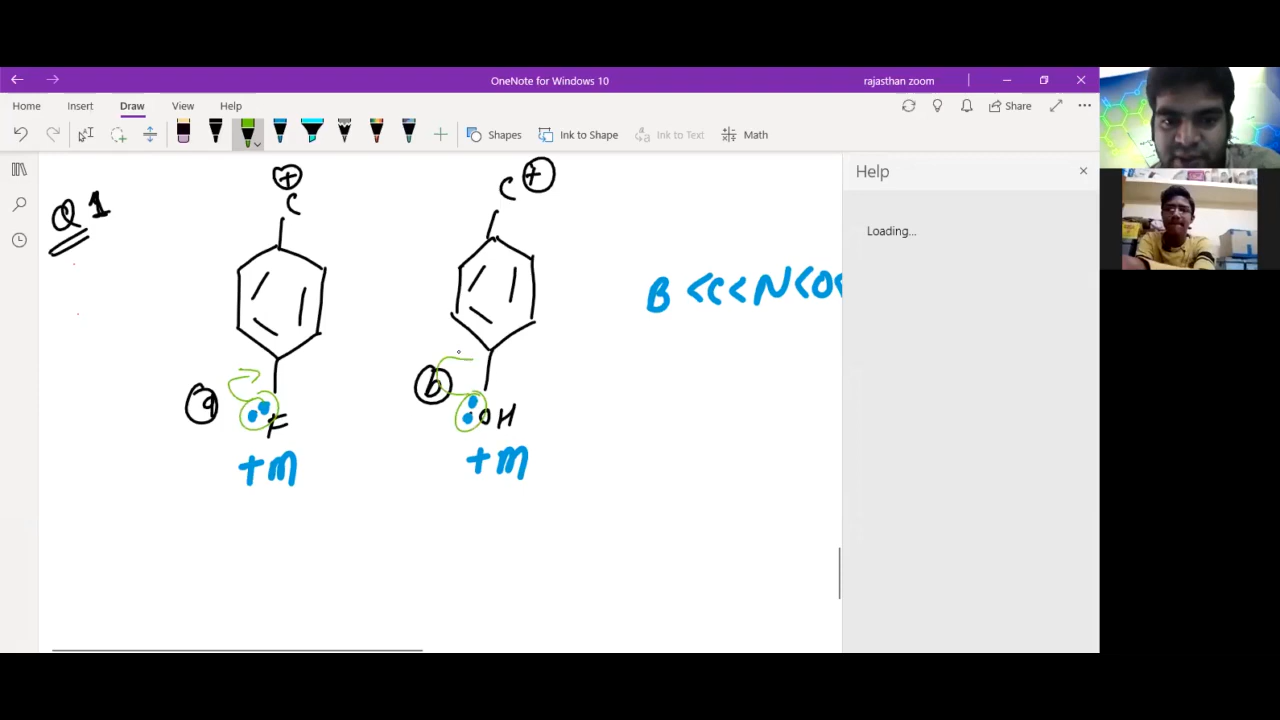 OneNote for Windows 10
rajasthan zoom
Home Insert Draw View Help
Share
Shapes
Ink to Shape
Ink to Text
Math
Help
Loading...
Q 1
+
C
+
C
B <<C< N<O<
a
F
b
OH
+m
+m